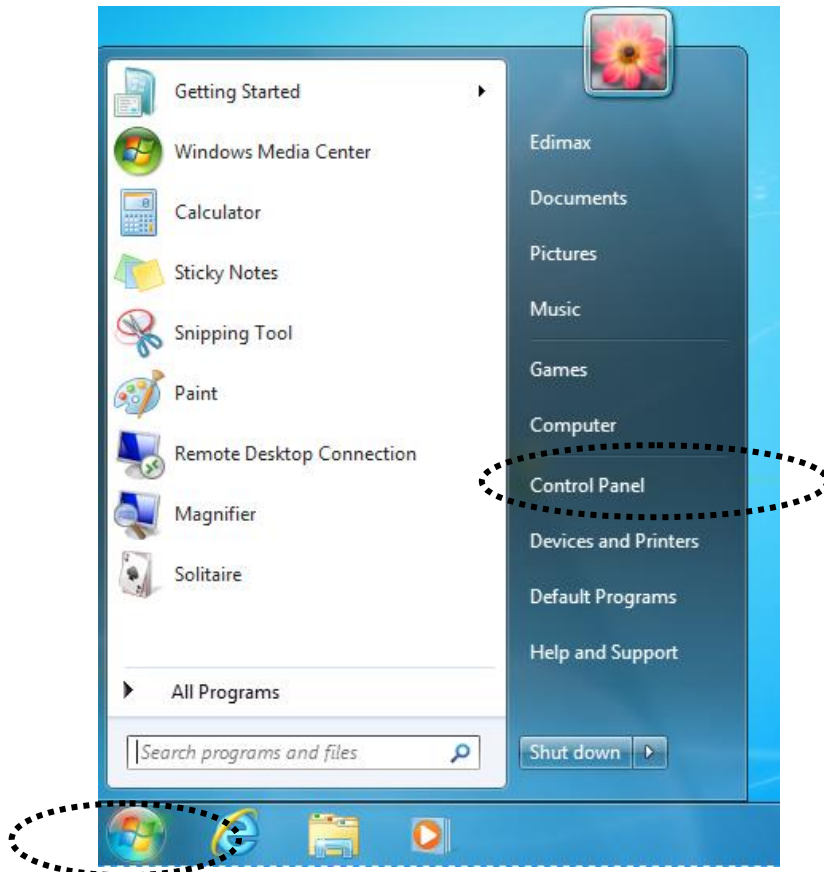 Getting Started
Windows Media Center
Calculator
Sticky Notes
Snipping Tool
Paint
Remote Desktop Connection
Magnifier
Solitaire
All Programs
Search programs and files
Edimax
Documents
Pictures
Music
Games
Computer
Control Panel
Devices and Printers
Default Programs
Help and Support
Shut down